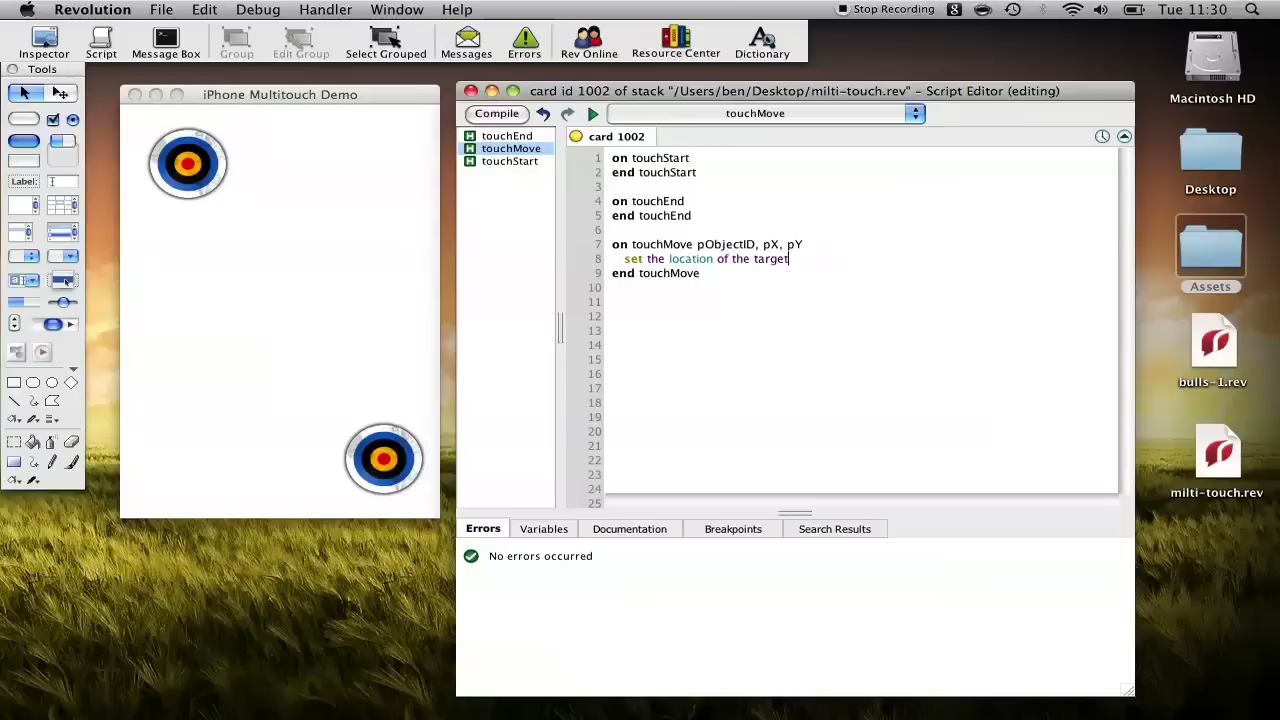 Revolution File Edit Debug Handler Window Help Stop Recording Tue 11:30
Inspector Script Message Box Group Edit Group Select Grouped Messages Errors Rev Online Resource Center Dictionary
Tools
Label:
iPhone Multitouch Demo
card id 1002 of stack "/Users/ben/Desktop/milti-touch.rev" - Script Editor (editing)
Compile touchMove
touchEnd
touchMove
touchStart
card 1002
1 on touchStart
2 end touchStart
3
4 on touchEnd
5 end touchEnd
6
7 on touchMove pObjectID, pX, pY
8 set the location of the target
9 end touchMove
10
11
12
13
14
15
16
17
18
19
20
21
22
23
24
25
Errors Variables Documentation Breakpoints Search Results
No errors occurred
Macintosh HD
Desktop
Assets
bulls-1.rev
milti-touch.rev